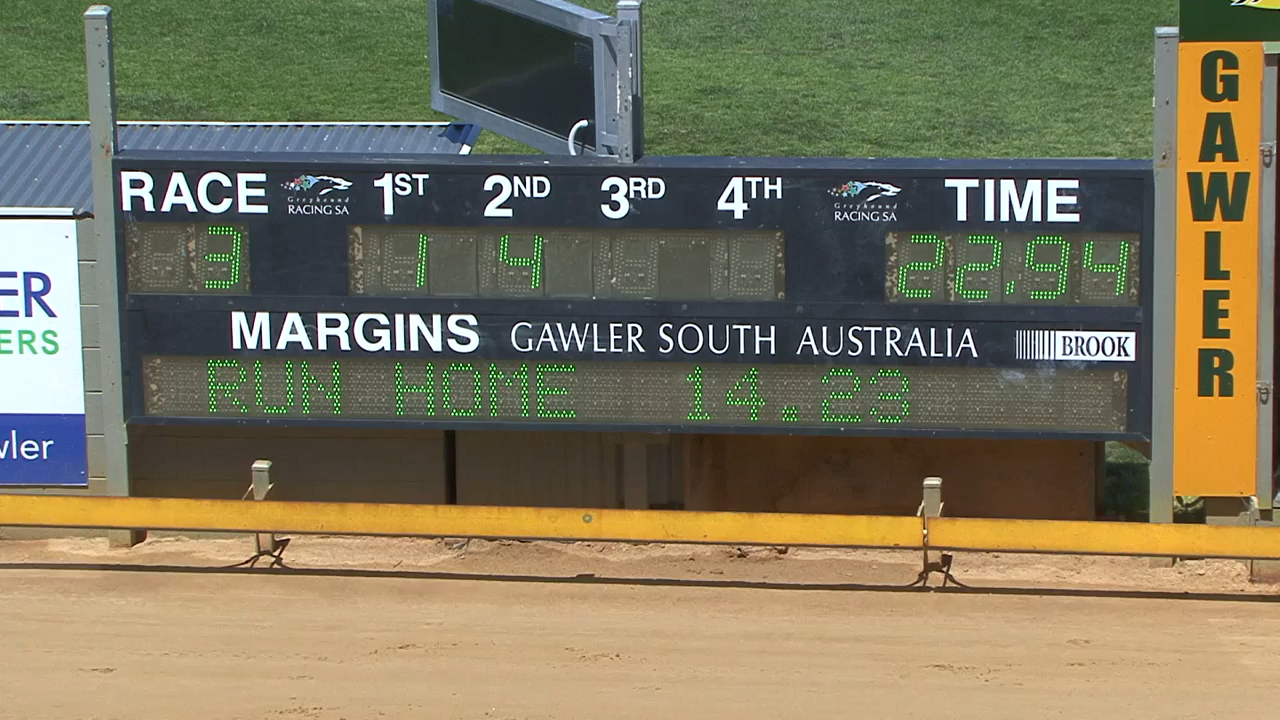 RACE 1ST 2ND 3RD 4TH TIME
Greyhound RACING SA
Greyhound RACING SA
3 1 4 22.94
MARGINS GAWLER SOUTH AUSTRALIA BROOK
RUN HOME 14.23
GAWLER
ER
ERS
wler